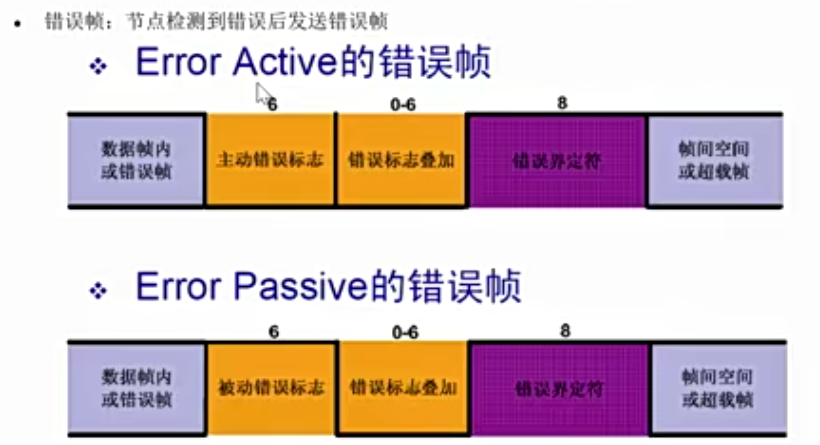 • 错误帧：节点检测到错误后发送错误帧
❖ Error Active的错误帧
6 0-6 8
数据帧内 主动错误标志 错误标志叠加 错误界定符 帧间空间
或错误帧 或超载帧
❖ Error Passive的错误帧
6 0-6 8
数据帧内 被动错误标志 错误标志叠加 错误界定符 帧间空间
或错误帧 或超载帧